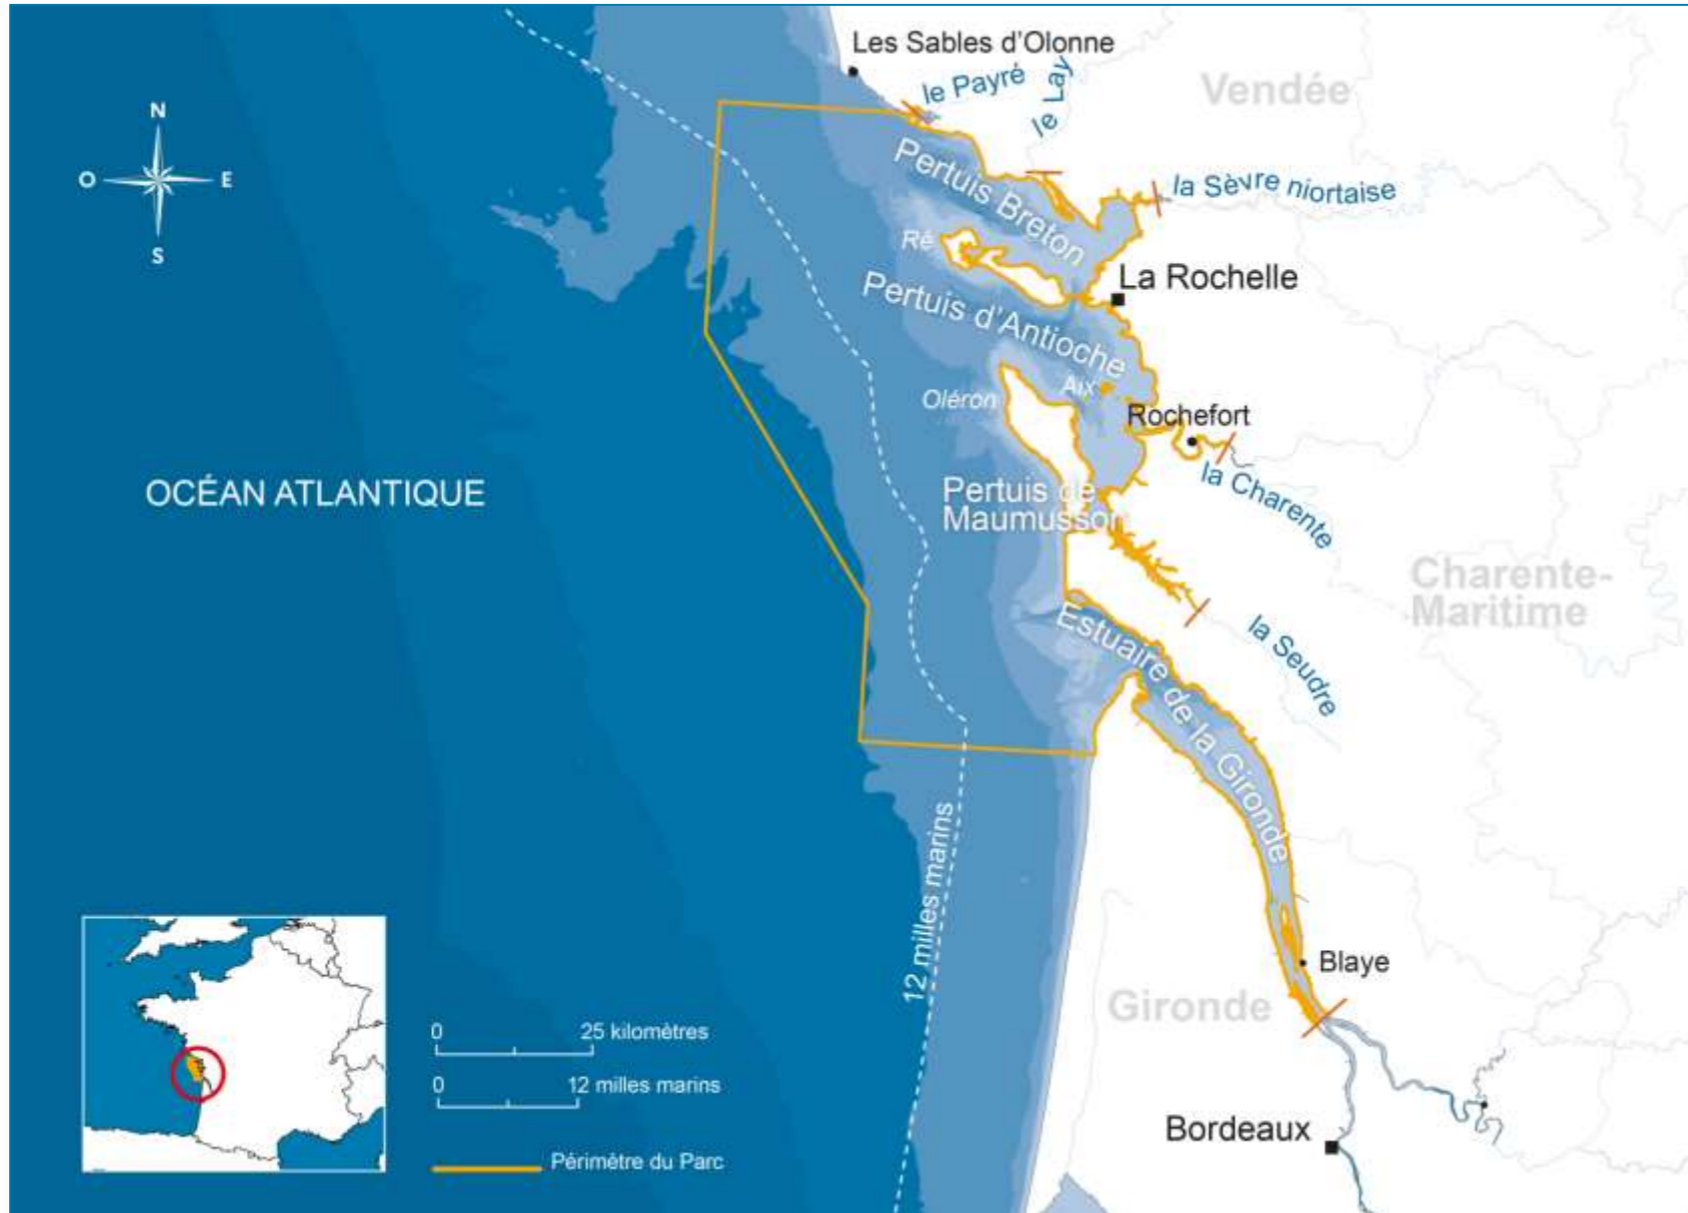 Les Sables d'Olonne
le Payré
le Lay
Vendée
N
O
E
S
Pertuis Breton
la Sèvre niortaise
Ré
La Rochelle
Pertuis d'Antioche
Aix
Oléron
Rochefort
la Charente
OCÉAN ATLANTIQUE
Pertuis de
Maumusson
Charente-
Maritime
Estuaire de la Gironde
la Seudre
12 milles marins
Blaye
Gironde
0 25 kilomètres
0 12 milles marins
Bordeaux
Périmètre du Parc